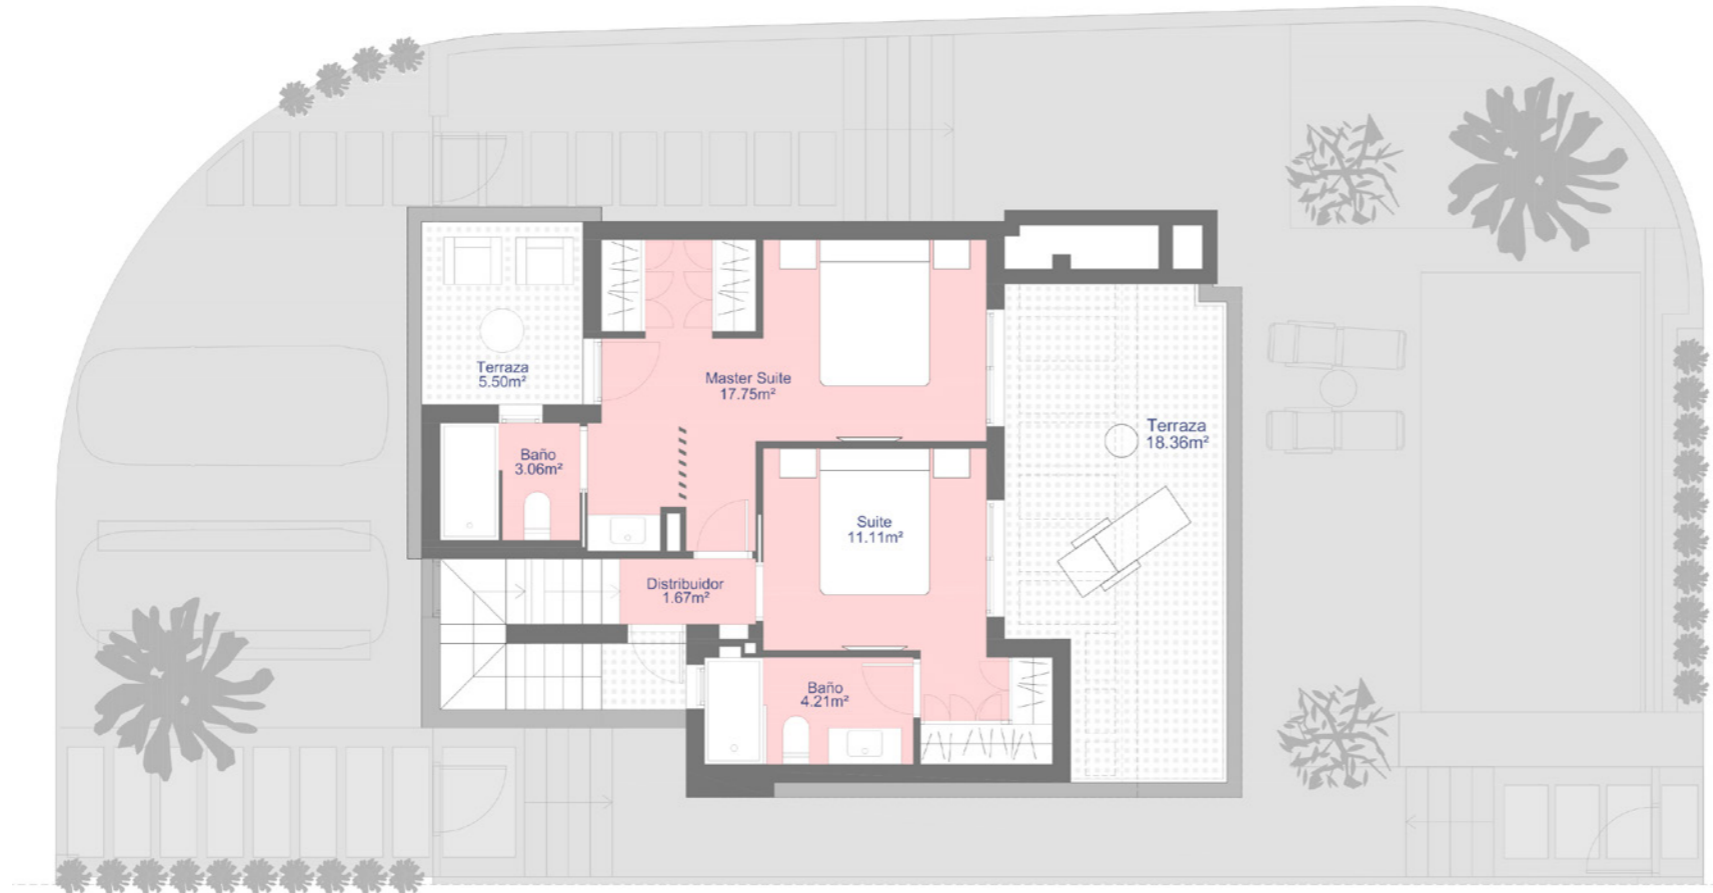 Terraza
5.50m²
Master Suite
17.75m²
Terraza
18.36m²
Baño
3.06m²
Suite
11.11m²
Distribuidor
1.67m²
Baño
4.21m²